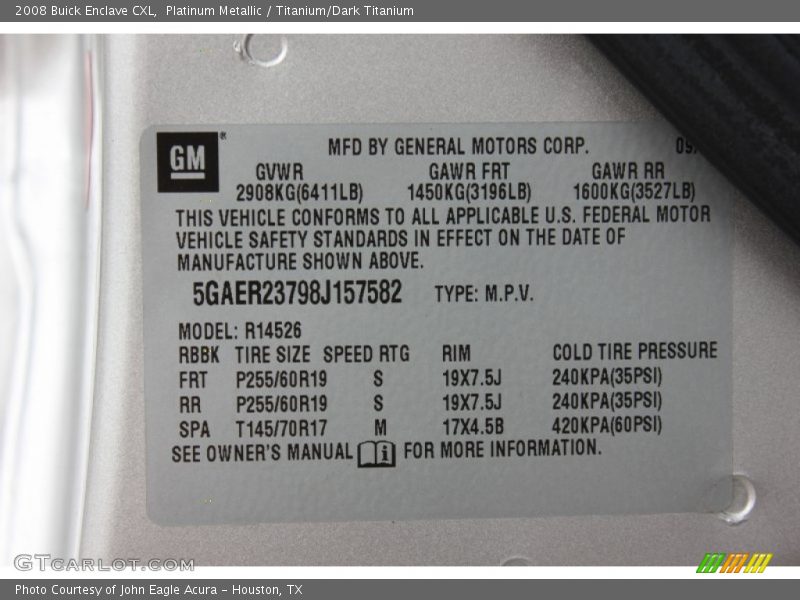 2008 Buick Enclave CXL, Platinum Metallic / Titanium/Dark Titanium
GM®
MFD BY GENERAL MOTORS CORP. 09/
GVWR GAWR FRT GAWR RR
2908KG(6411LB) 1450KG(3196LB) 1600KG(3527LB)
THIS VEHICLE CONFORMS TO ALL APPLICABLE U.S. FEDERAL MOTOR
VEHICLE SAFETY STANDARDS IN EFFECT ON THE DATE OF
MANUFACTURE SHOWN ABOVE.
5GAER23798J157582 TYPE: M.P.V.
MODEL: R14526
RBBK TIRE SIZE SPEED RTG RIM COLD TIRE PRESSURE
FRT P255/60R19 S 19X7.5J 240KPA(35PSI)
RR P255/60R19 S 19X7.5J 240KPA(35PSI)
SPA T145/70R17 M 17X4.5B 420KPA(60PSI)
SEE OWNER'S MANUAL i FOR MORE INFORMATION.
GTCARLOT.COM
Photo Courtesy of John Eagle Acura - Houston, TX